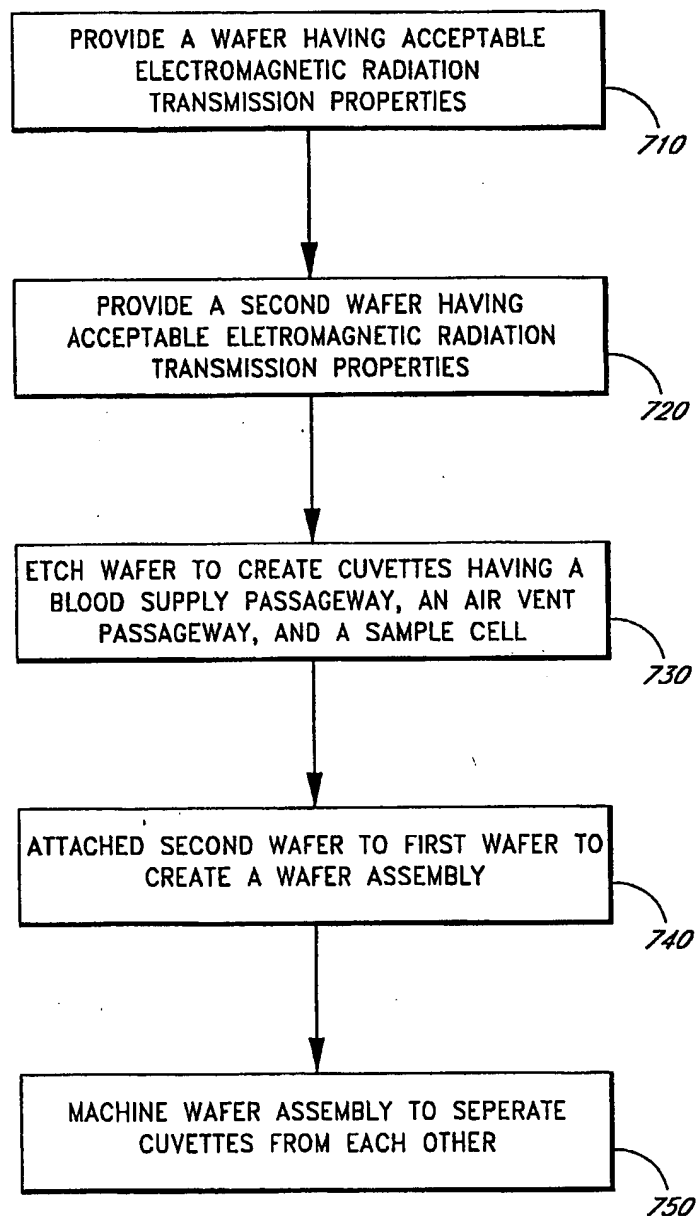 PROVIDE A WAFER HAVING ACCEPTABLE
ELECTROMAGNETIC RADIATION
TRANSMISSION PROPERTIES
710
PROVIDE A SECOND WAFER HAVING
ACCEPTABLE ELETROMAGNETIC RADIATION
TRANSMISSION PROPERTIES
720
ETCH WAFER TO CREATE CUVETTES HAVING A
BLOOD SUPPLY PASSAGEWAY, AN AIR VENT
PASSAGEWAY, AND A SAMPLE CELL
730
ATTACHED SECOND WAFER TO FIRST WAFER TO
CREATE A WAFER ASSEMBLY
740
MACHINE WAFER ASSEMBLY TO SEPERATE
CUVETTES FROM EACH OTHER
750